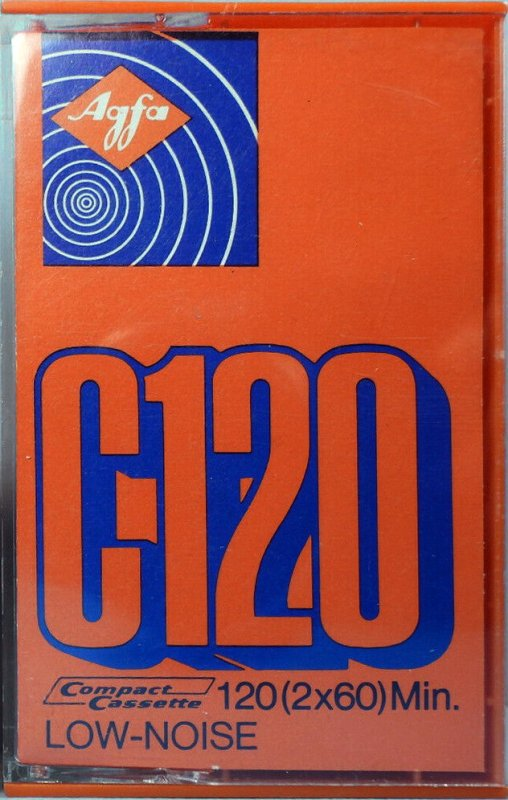 Agfa
C120
Compact Cassette 120(2x60)Min.
LOW-NOISE